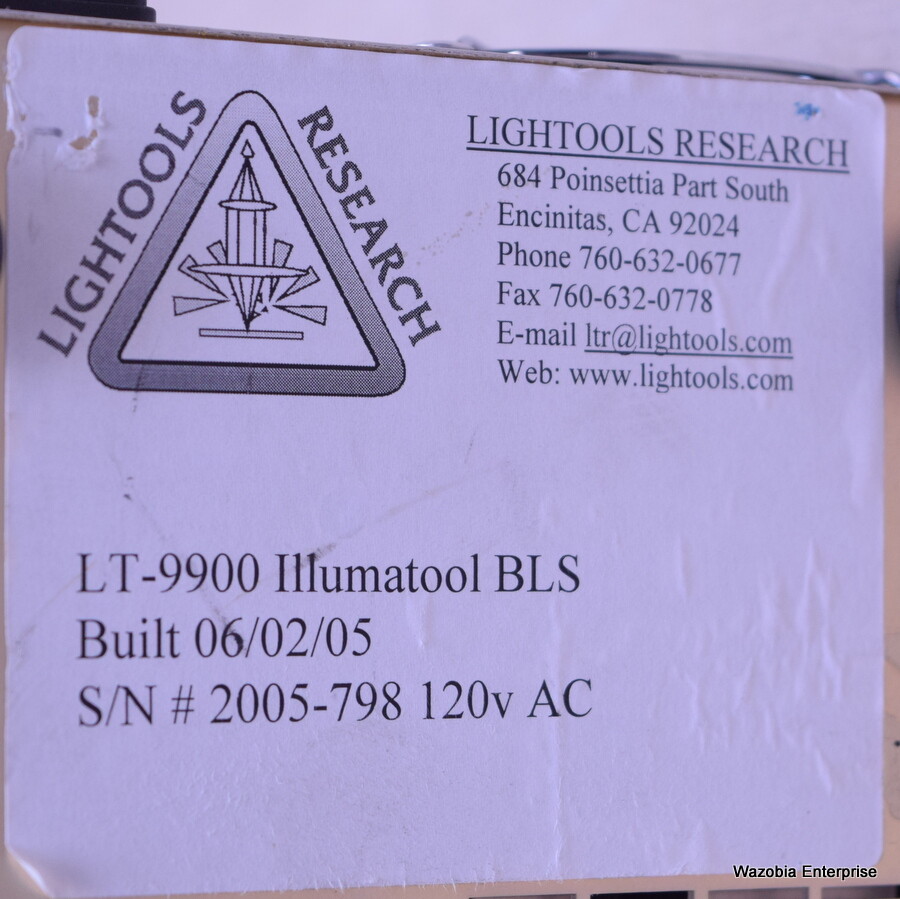 LIGHTOOLS RESEARCH
LIGHTOOLS RESEARCH
684 Poinsettia Part South
Encinitas, CA 92024
Phone 760-632-0677
Fax 760-632-0778
E-mail ltr@lightools.com
Web: www.lightools.com
LT-9900 Illumatool BLS
Built 06/02/05
S/N # 2005-798 120v AC
Wazobia Enterprise